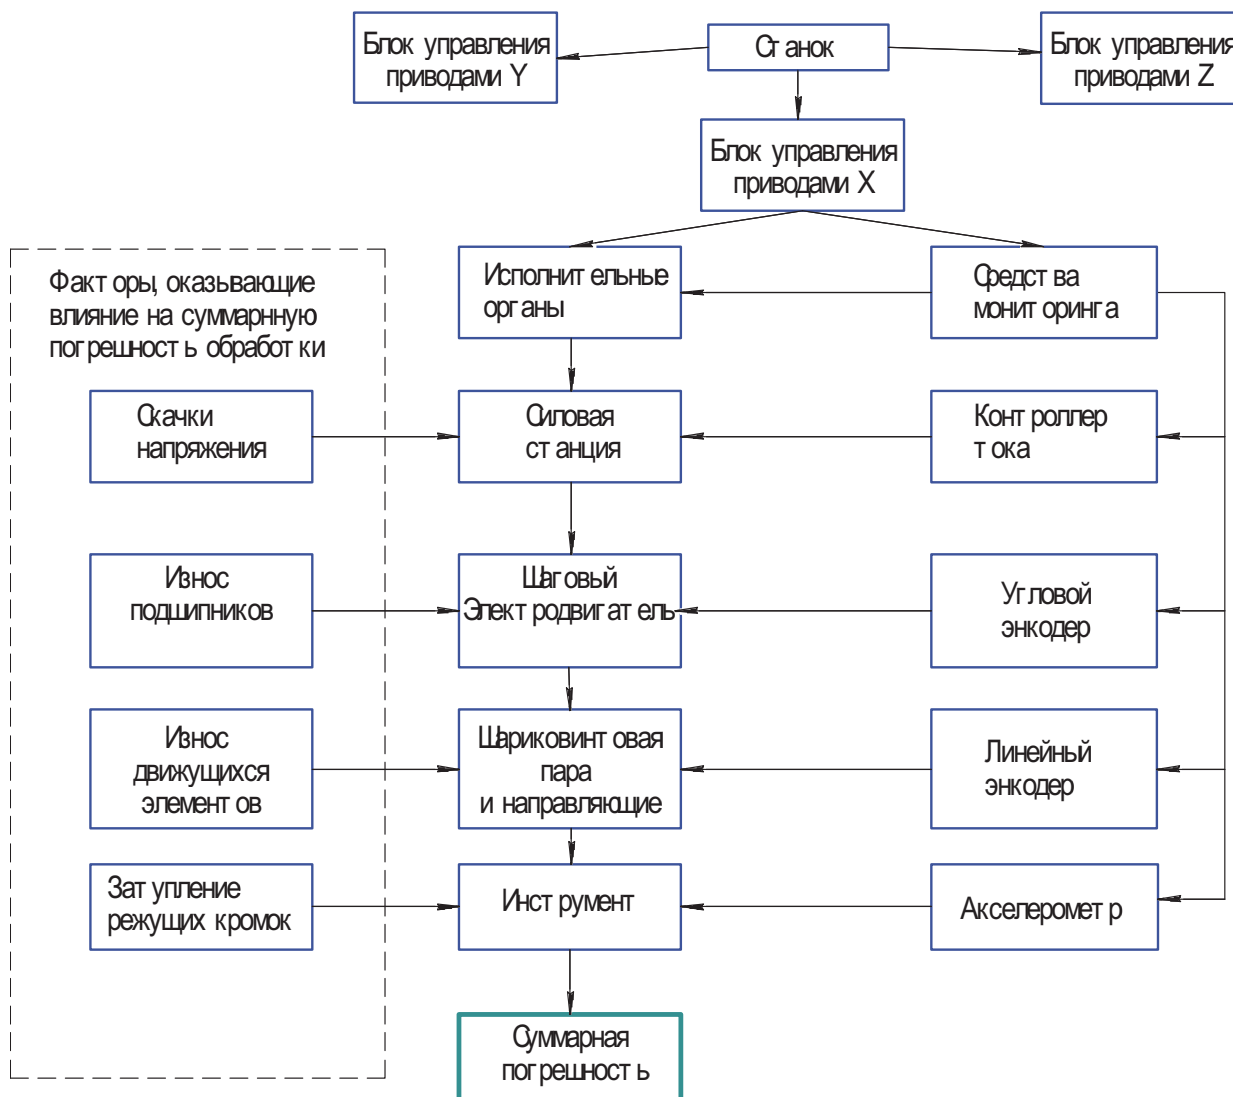 Блок управления
приводами Y
Станок
Блок управления
приводами Z
Блок управления
приводами X
Факторы, оказывающие
влияние на суммарнную
погрешность обработки
Исполнительные
органы
Средства
мониторинга
Скачки
напряжения
Силовая
станция
Контроллер
тока
Износ
подшипников
Шаговый
Электродвигатель
Угловой
энкодер
Износ
движущихся
элементов
Шариковинтовая
пара
и направляющие
Линейный
энкодер
Затупление
режущих кромок
Инструмент
Акселерометр
Суммарная
погрешность